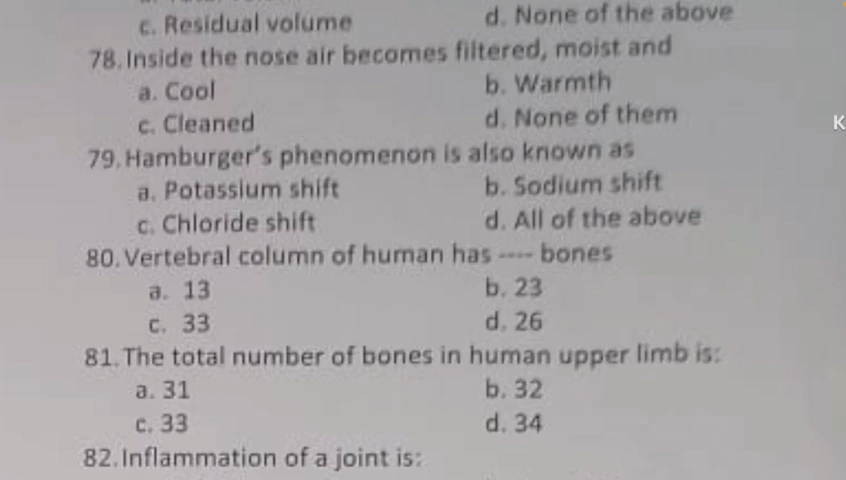 c. Residual volume d. None of the above
78. Inside the nose air becomes filtered, moist and
a. Cool b. Warmth
c. Cleaned d. None of them
79. Hamburger's phenomenon is also known as
a. Potassium shift b. Sodium shift
c. Chloride shift d. All of the above
80. Vertebral column of human has ---- bones
a. 13 b. 23
c. 33 d. 26
81. The total number of bones in human upper limb is:
a. 31 b. 32
c. 33 d. 34
82. Inflammation of a joint is:
K